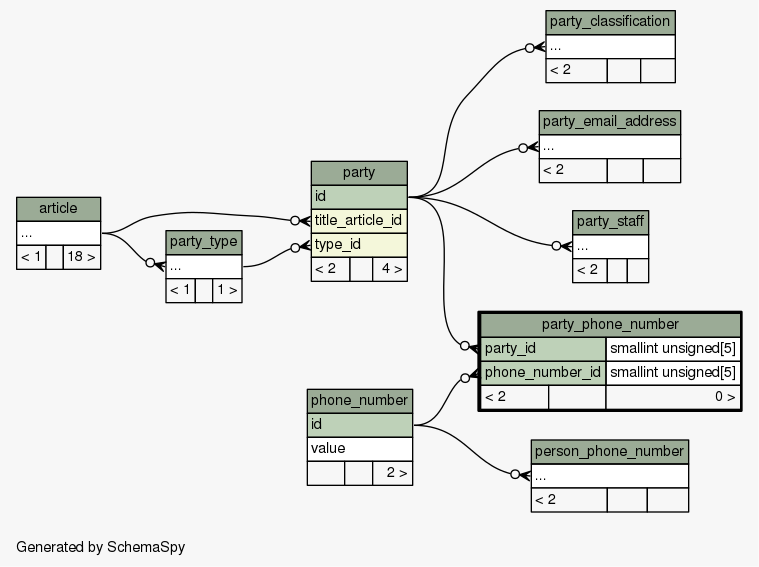 party_classification
...
< 2
party_email_address
...
< 2
party
id
title_article_id
type_id
< 2 4 >
article
...
< 1 18 >
party_type
...
< 1 1 >
party_staff
...
< 2
party_phone_number
party_id smallint unsigned[5]
phone_number_id smallint unsigned[5]
< 2 0 >
phone_number
id
value
2 >
person_phone_number
...
< 2
Generated by SchemaSpy